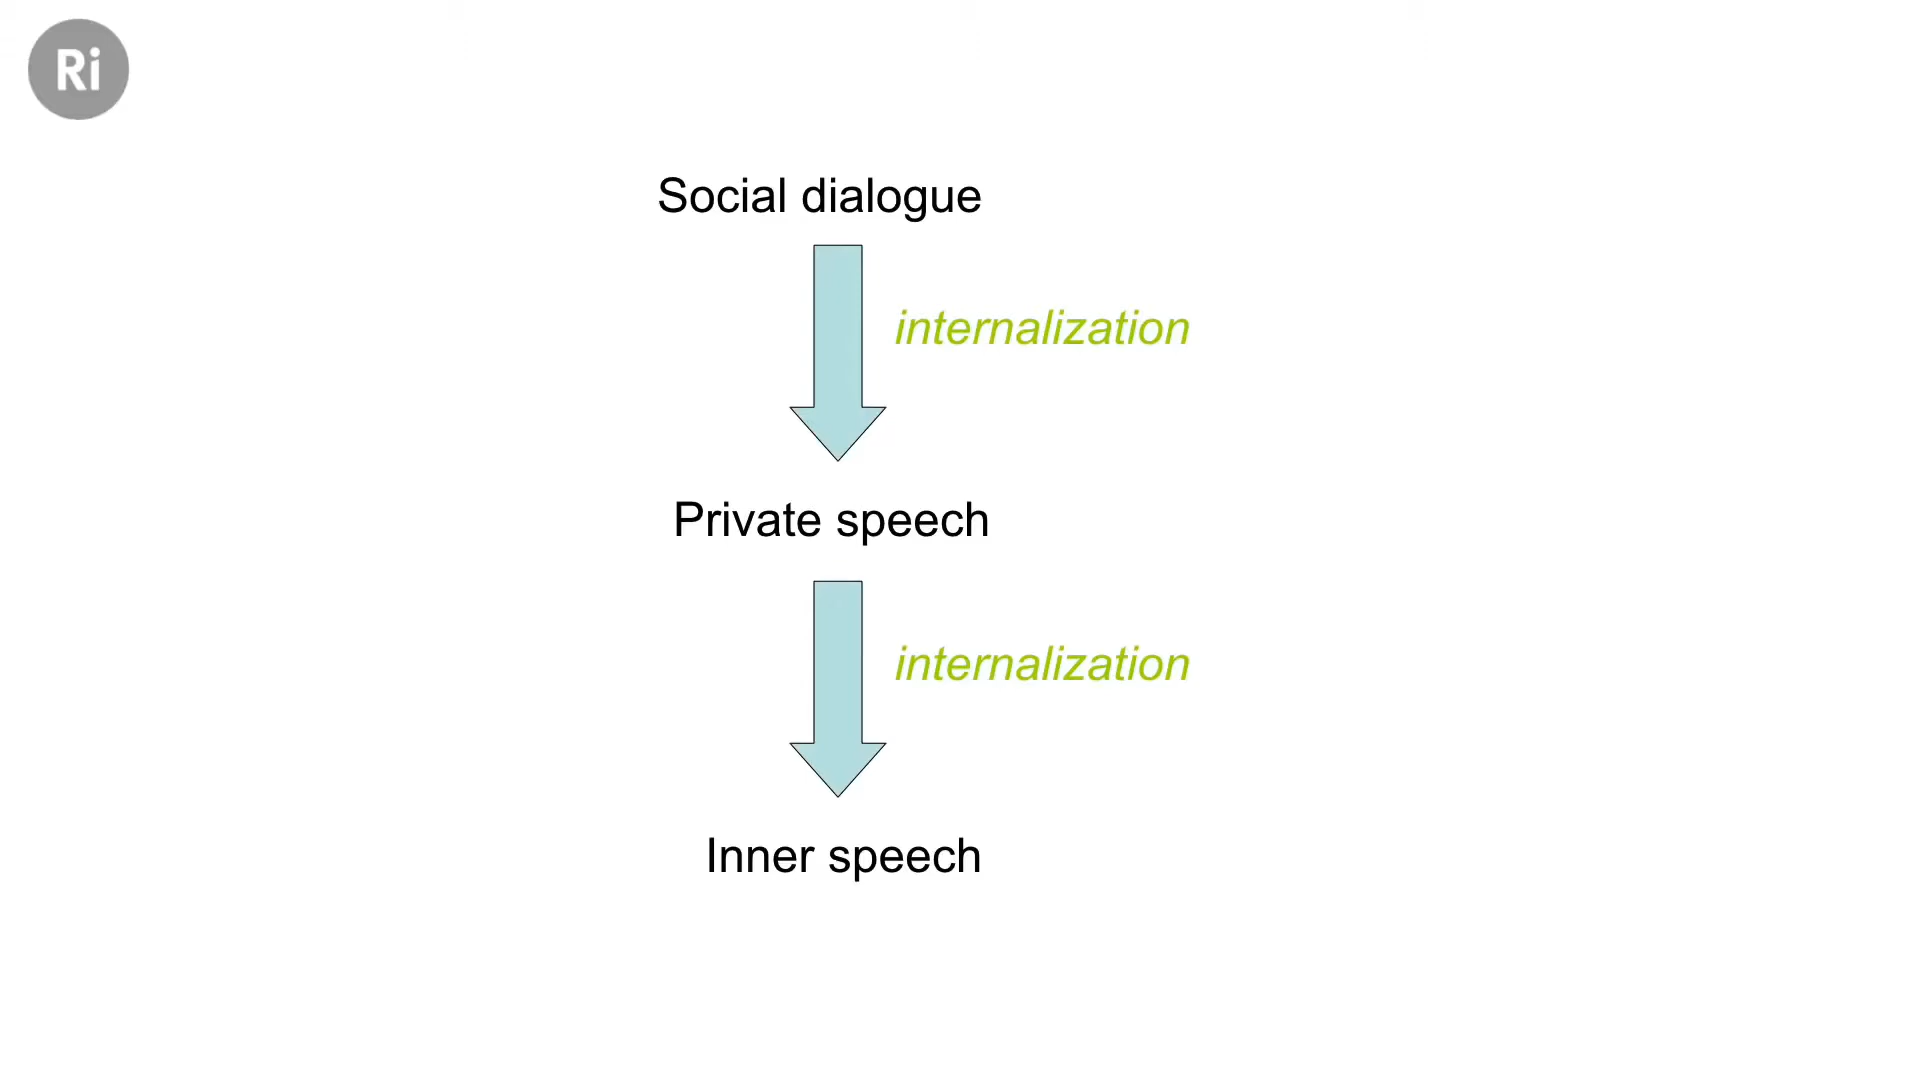 Ri
Social dialogue
internalization
Private speech
internalization
Inner speech